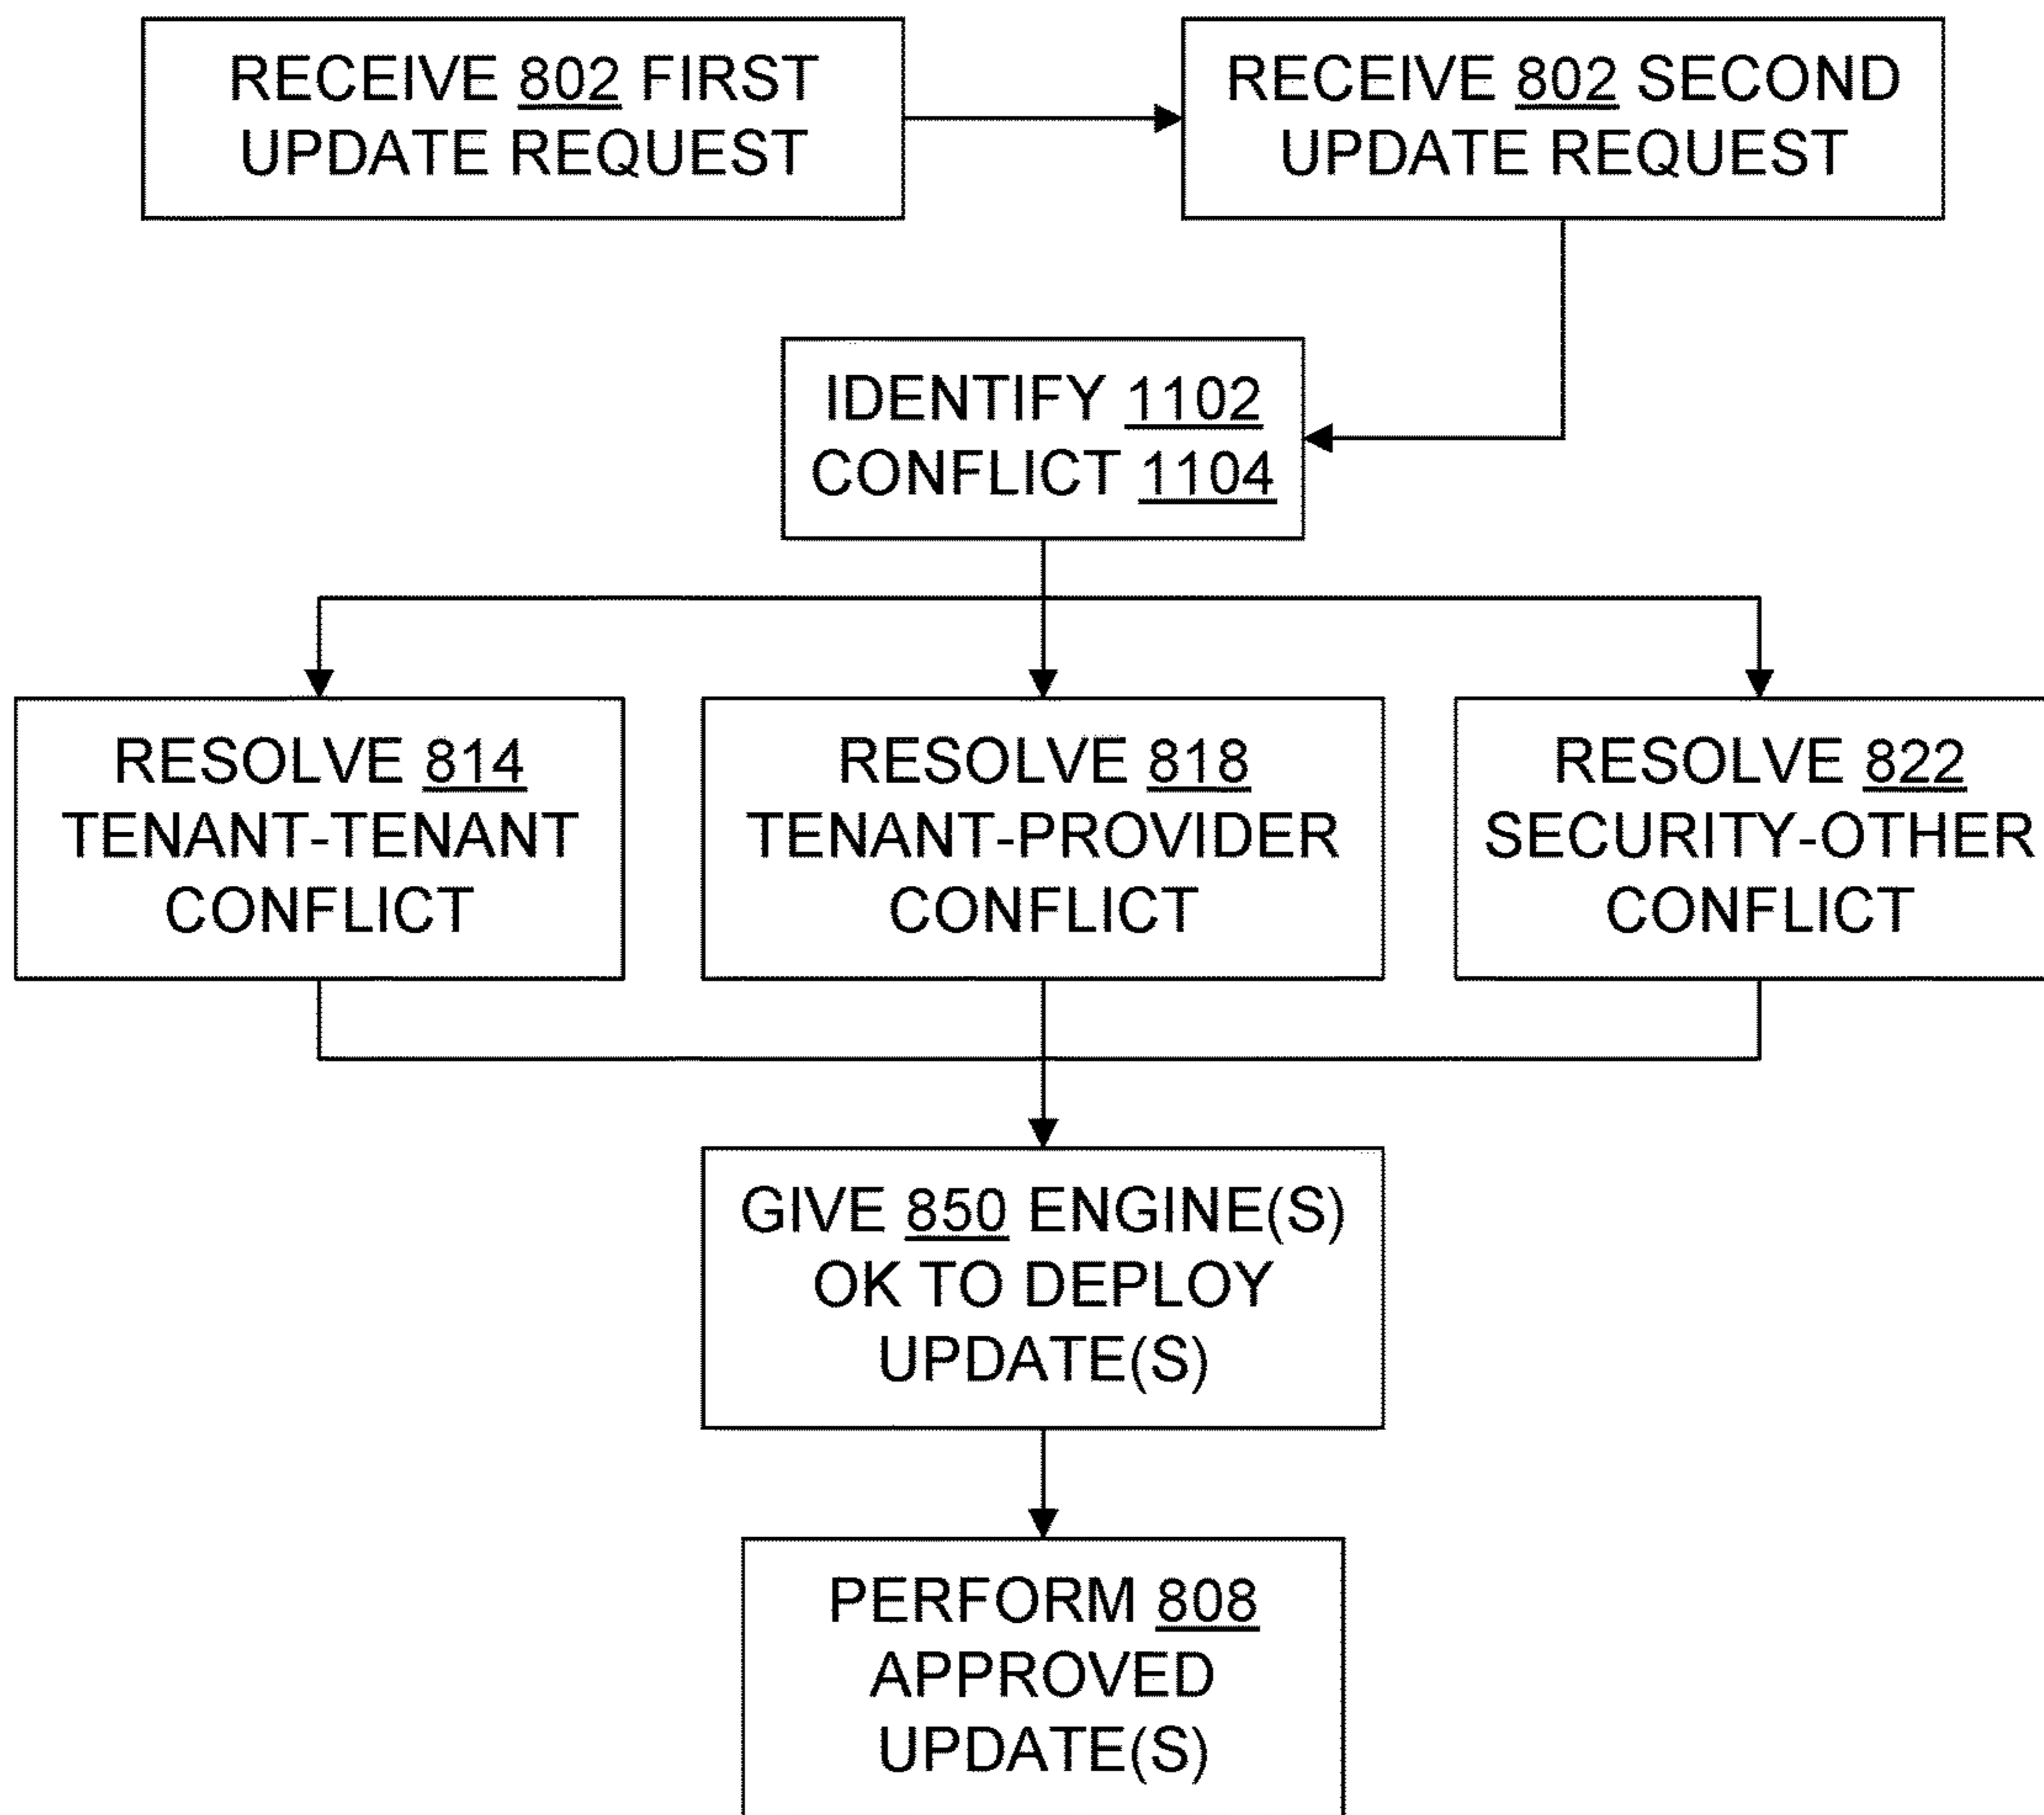 RECEIVE 802 FIRST
UPDATE REQUEST
RECEIVE 802 SECOND
UPDATE REQUEST
IDENTIFY 1102
CONFLICT 1104
RESOLVE 814
TENANT-TENANT
CONFLICT
RESOLVE 818
TENANT-PROVIDER
CONFLICT
RESOLVE 822
SECURITY-OTHER
CONFLICT
GIVE 850 ENGINE(S)
OK TO DEPLOY
UPDATE(S)
PERFORM 808
APPROVED
UPDATE(S)